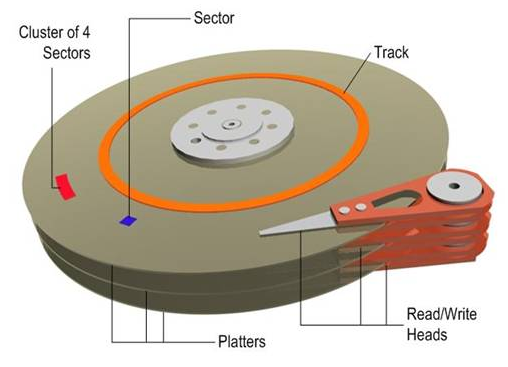 Sector
Cluster of 4
Sectors
Track
Read/Write
Heads
Platters